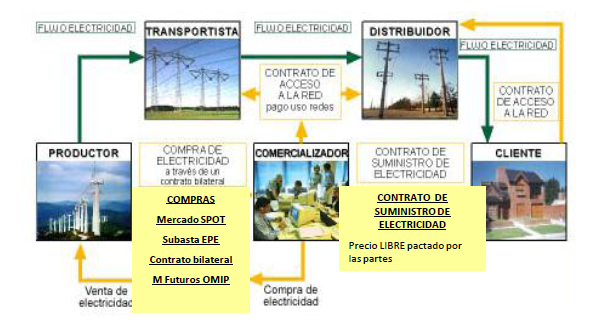 FLUJO ELECTRICIDAD
TRANSPORTISTA
FLUJO ELECTRICIDAD
DISTRIBUIDOR
FLUJO ELECTRICIDAD
CONTRATO DE
ACCESO
A LA RED
pago uso redes
CONTRATO
DE ACCESO
A LA RED
PRODUCTOR
COMPRA DE
ELECTRICIDAD
a través de un
contrato bilateral
COMERCIALIZADOR
CONTRATO DE
SUMINISTRO DE
ELECTRICIDAD
CLIENTE
COMPRAS
Mercado SPOT
Subasta EPE
Contrato bilateral
M Futuros OMIP
CONTRATO DE
SUMINISTRO DE
ELECTRICIDAD
Precio LIBRE pactado por
las partes
Venta de
electricidad
Compra de
electricidad